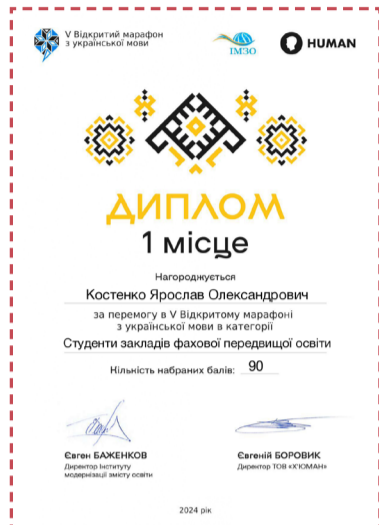 V Відкритий марафон
з української мови
ІМЗО
HUMAN
ДИПЛОМ
1 місце
Нагороджується
Костенко Ярослав Олександрович
за перемогу в V Відкритому марафоні
з української мови в категорії
Студенти закладів фахової передвищої освіти
Кількість набраних балів: 90
Євген БАЖЕНКОВ
Директор Інституту
модернізації змісту освіти
Євгеній БОРОВИК
Директор ТОВ «Х'ЮМАН»
2024 рік